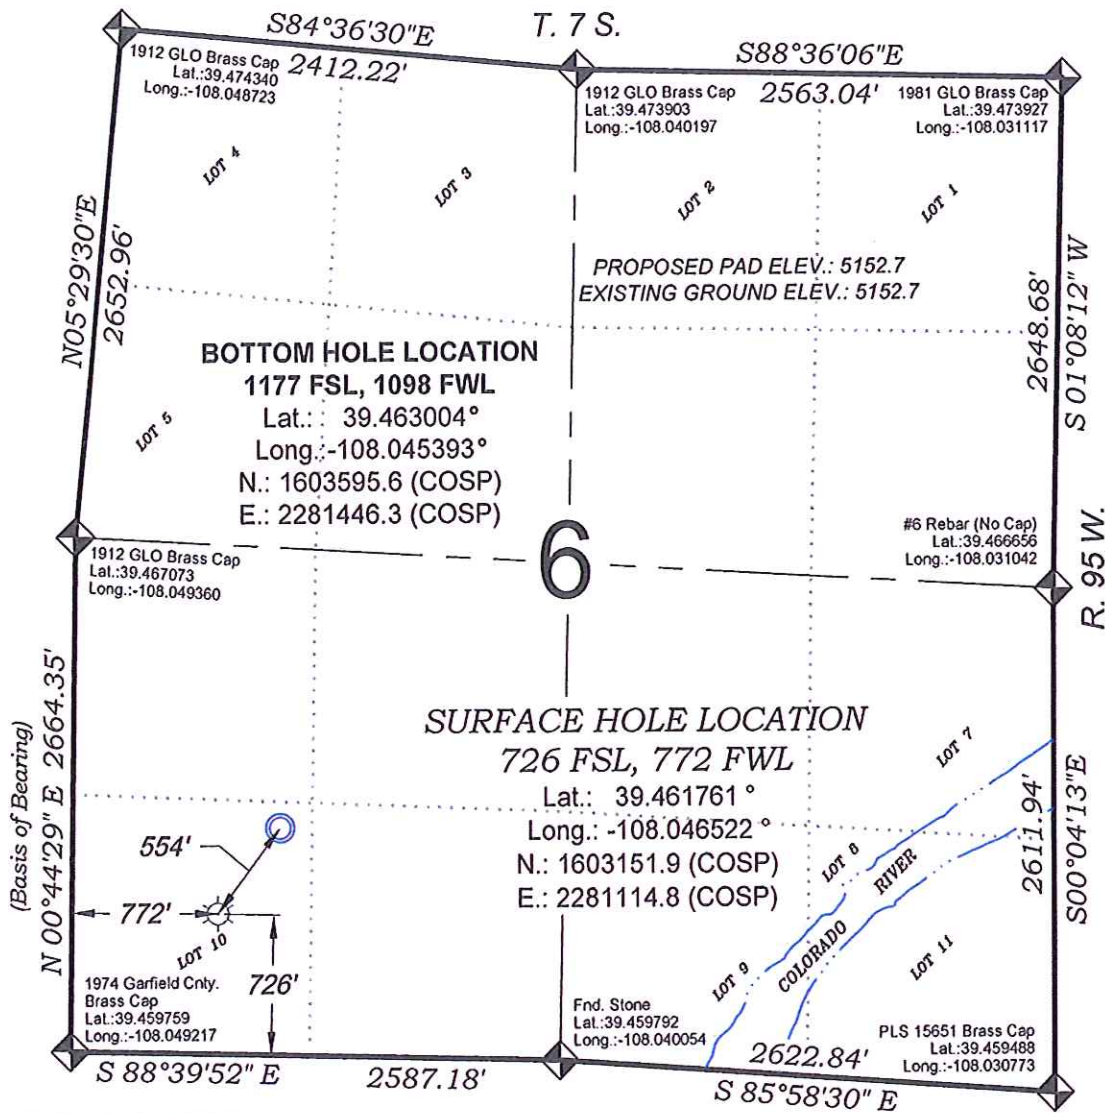 S84°36'30"E
T. 7 S.
S88°36'06"E
1912 GLO Brass Cap
Lat.:39.474340
Long.:-108.048723
2412.22'
1912 GLO Brass Cap
Lat.:39.473903
Long.:-108.040197
2563.04'
1981 GLO Brass Cap
Lat.:39.473927
Long.:-108.031117
LOT 4
LOT 3
LOT 2
LOT 1
N05°29'30"E
2652.96'
PROPOSED PAD ELEV.: 5152.7
EXISTING GROUND ELEV.: 5152.7
2648.68'
S 01°08'12" W
BOTTOM HOLE LOCATION
1177 FSL, 1098 FWL
Lat.: 39.463004°
Long.:-108.045393°
N.: 1603595.6 (COSP)
E.: 2281446.3 (COSP)
LOT 5
6
#6 Rebar (No Cap)
Lat.:39.466656
Long.:-108.031042
R. 95 W.
1912 GLO Brass Cap
Lat.:39.467073
Long.:-108.049360
(Basis of Bearing)
N 00°44'29" E 2664.35'
SURFACE HOLE LOCATION
726 FSL, 772 FWL
Lat.: 39.461761 °
Long.: -108.046522 °
N.: 1603151.9 (COSP)
E.: 2281114.8 (COSP)
LOT 7
LOT 8
RIVER
COLORADO
LOT 9
LOT 11
2611.94'
S00°04'13"E
554'
772'
LOT 10
726'
1974 Garfield Cnty.
Brass Cap
Lat.:39.459759
Long.:-108.049217
Fnd. Stone
Lat.:39.459792
Long.:-108.040054
PLS 15651 Brass Cap
Lat.:39.459488
Long.:-108.030773
S 88°39'52" E
2587.18'
2622.84'
S 85°58'30" E